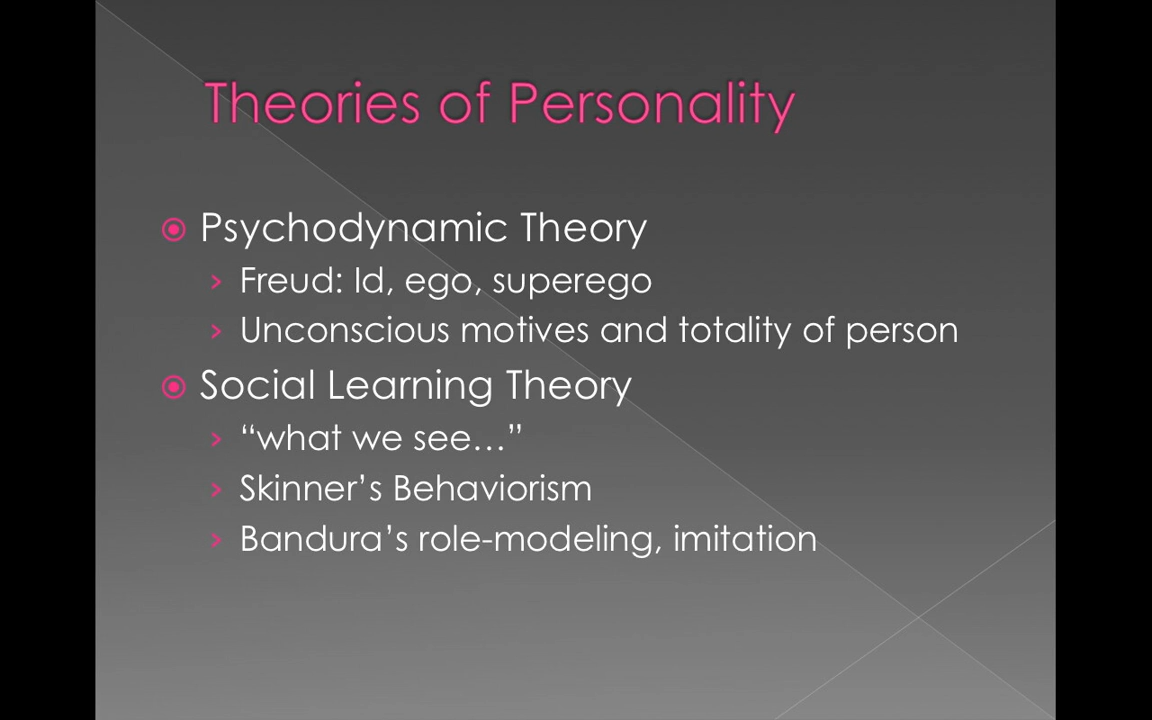 Theories of Personality
Psychodynamic Theory
Freud: Id, ego, superego
Unconscious motives and totality of person
Social Learning Theory
“what we see…”
Skinner’s Behaviorism
Bandura’s role-modeling, imitation